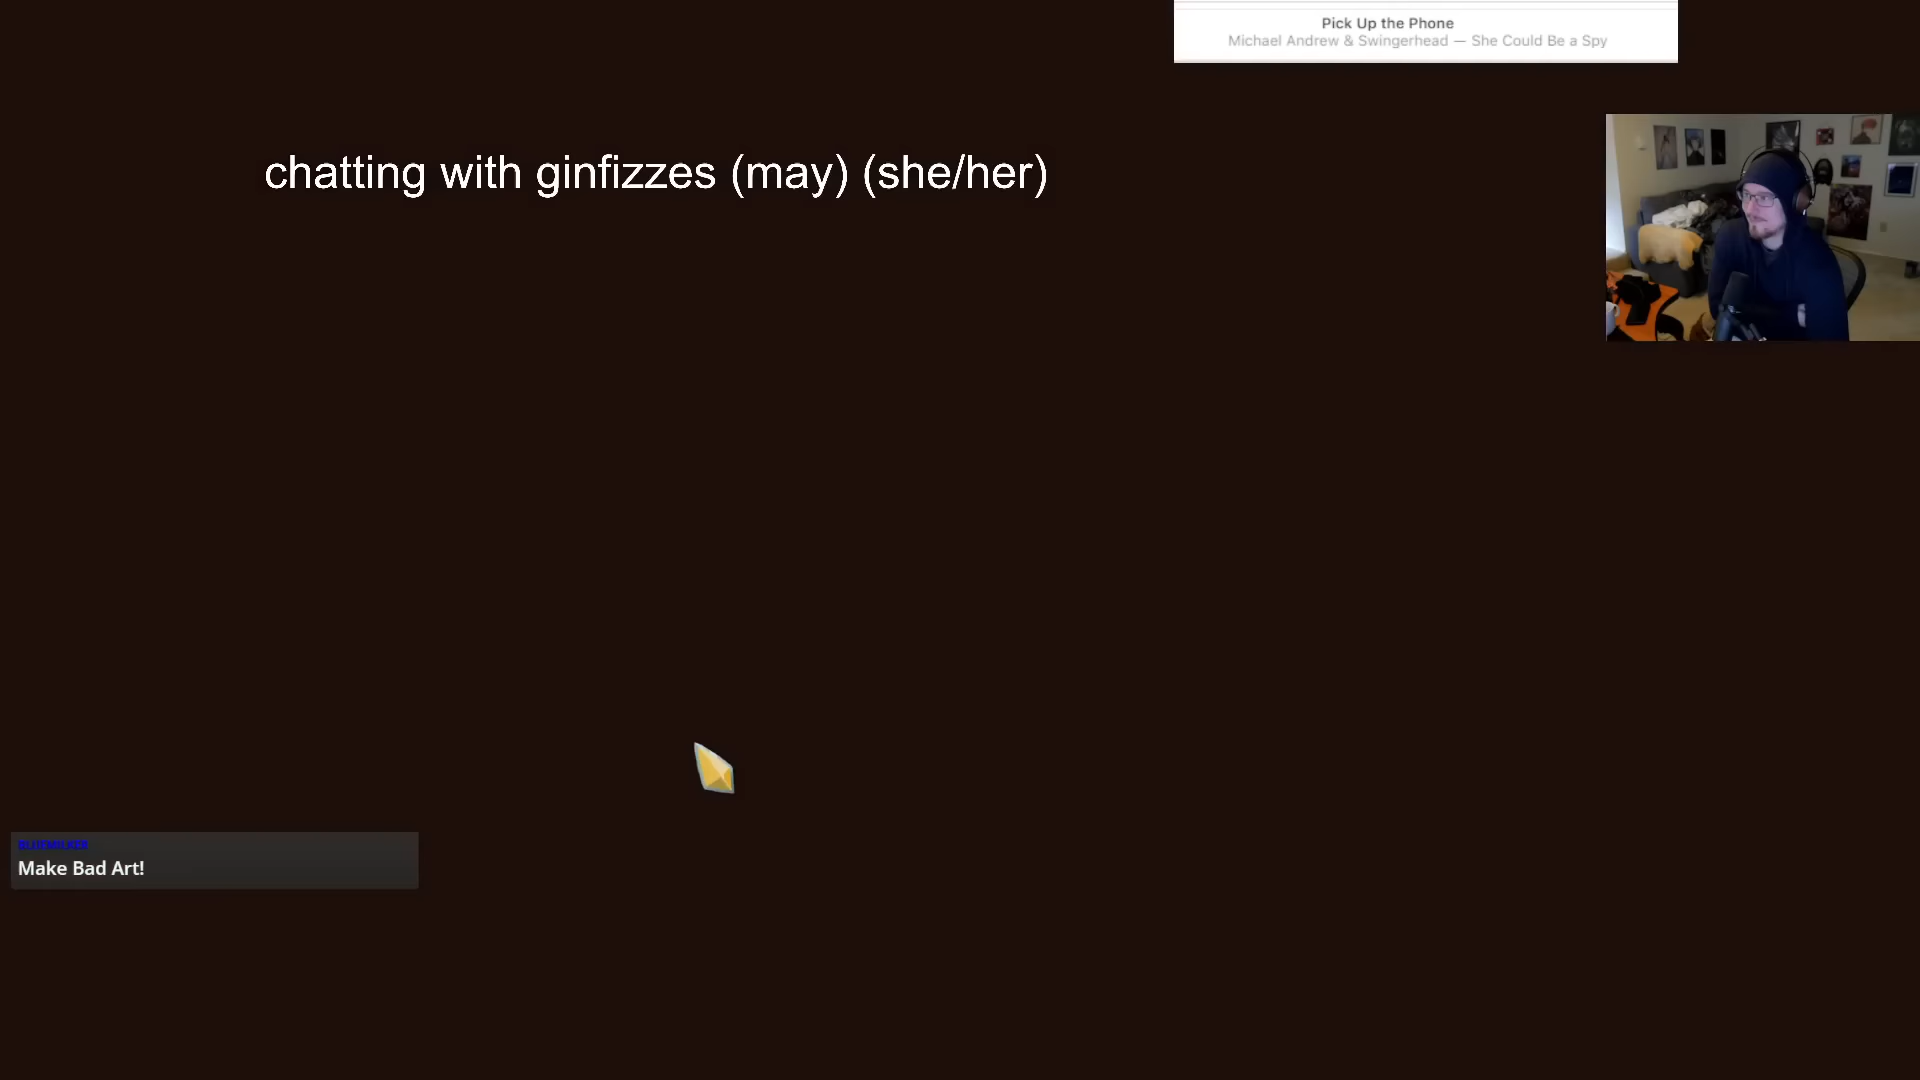 Pick Up the Phone
Michael Andrew & Swingerhead — She Could Be a Spy
chatting with ginfizzes (may) (she/her)
BLUEMILKER
Make Bad Art!